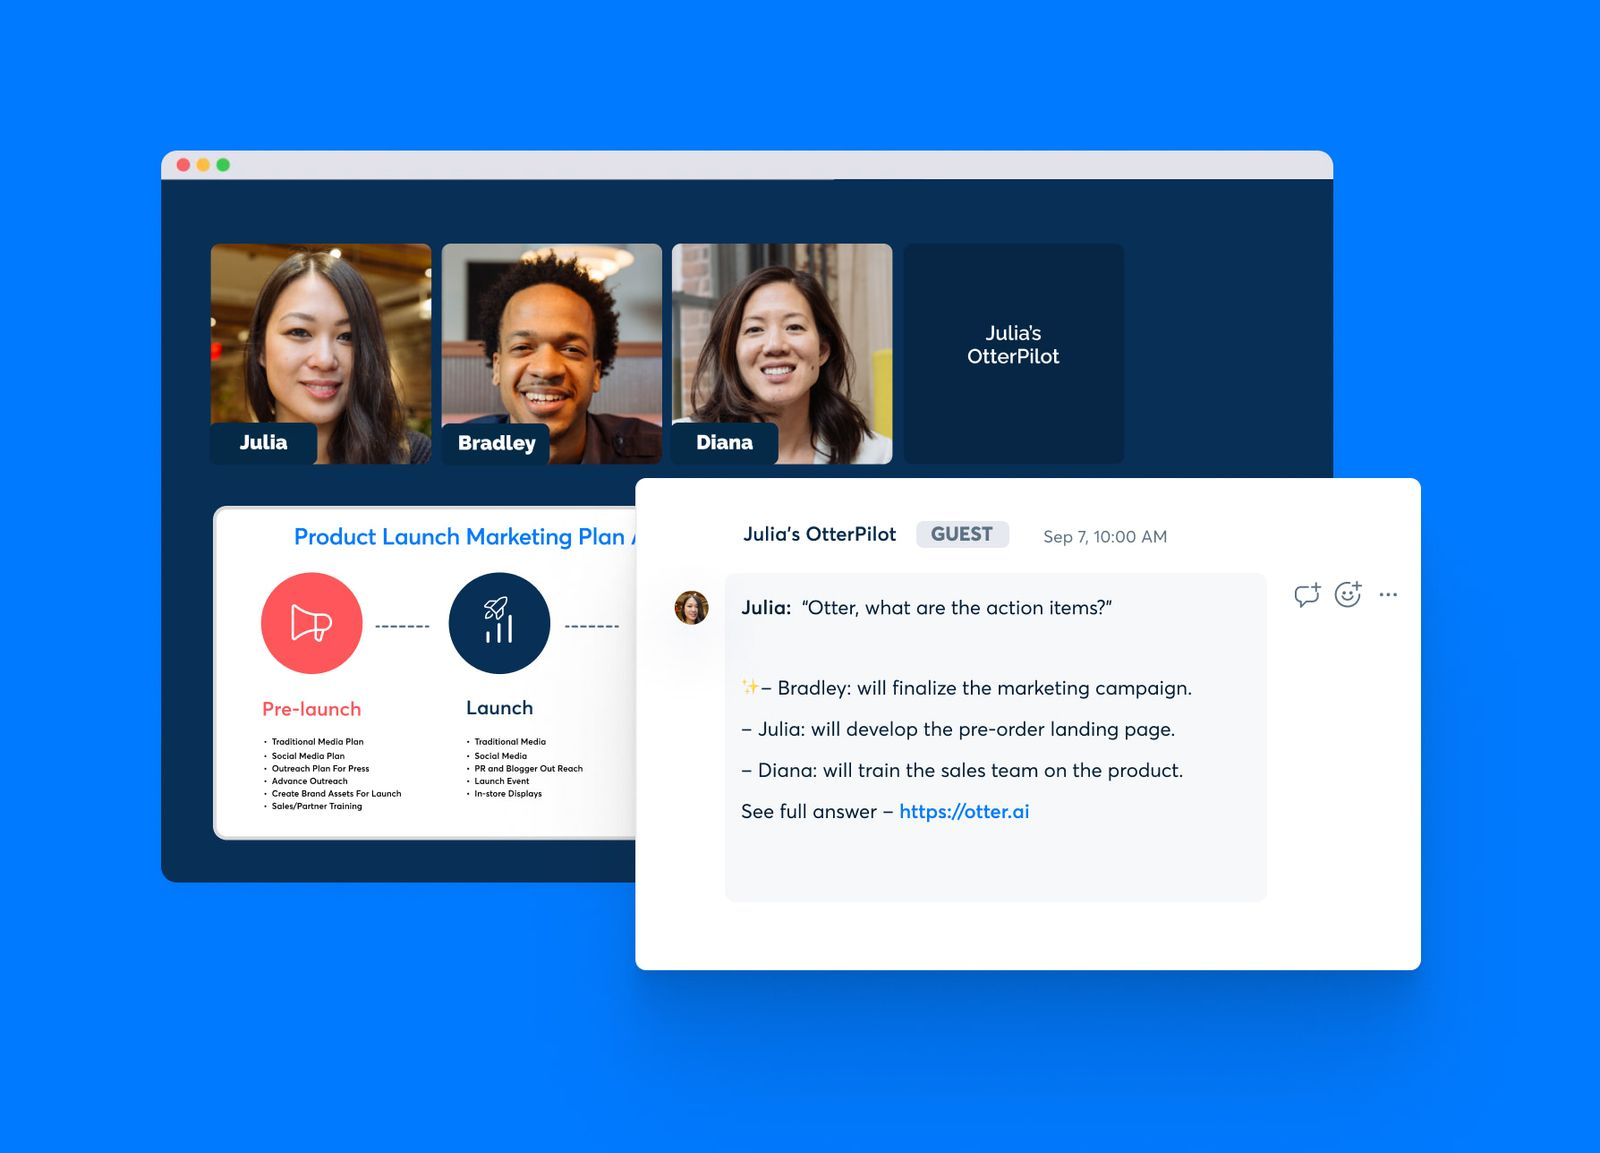 Julia
Bradley
Diana
Julia's
OtterPilot
Product Launch Marketing Plan
Pre-launch
• Traditional Media Plan
• Social Media Plan
• Outreach Plan For Press
• Advance Outreach
• Create Brand Assets For Launch
• Sales/Partner Training
Launch
• Traditional Media
• Social Media
• PR and Blogger Out Reach
• Launch Event
• In-store Displays
Julia's OtterPilot GUEST Sep 7, 10:00 AM
Julia: "Otter, what are the action items?"
✨– Bradley: will finalize the marketing campaign.
– Julia: will develop the pre-order landing page.
– Diana: will train the sales team on the product.
See full answer – https://otter.ai